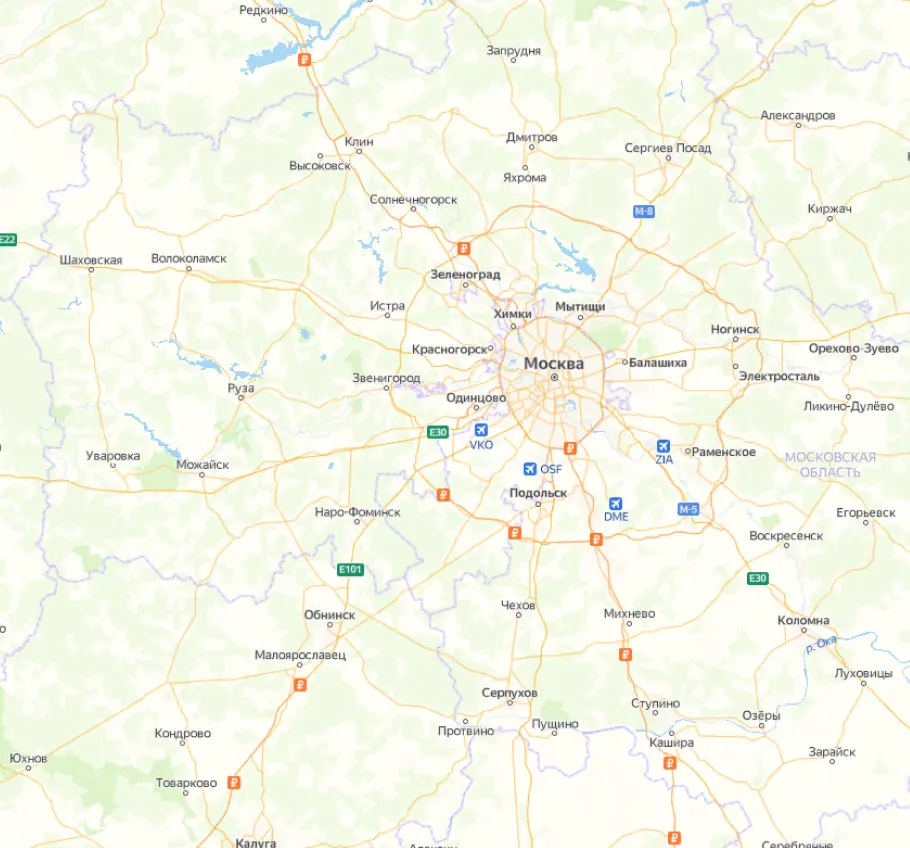 Редкино
Запрудня
₽
Александров
Клин
Дмитров
Сергиев Посад
Высоковск
Яхрома
Солнечногорск
М-8
Киржач
E22
₽
Шаховская
Волоколамск
Зеленоград
Истра
Химки
Мытищи
Ногинск
Красногорск
Орехово-Зуево
Москва
Балашиха
Звенигород
Электросталь
Руза
Одинцово
Ликино-Дулёво
E30
VKO
₽
ZIA
Раменское
Уваровка
Можайск
OSF
МОСКОВСКАЯ
ОБЛАСТЬ
₽
Подольск
DME
М-5
Наро-Фоминск
Егорьевск
₽
₽
Воскресенск
E101
E30
Чехов
Обнинск
Михнево
Коломна
р. Ока
Малоярославец
₽
Луховицы
₽
Серпухов
Ступино
Озёры
Протвино
Пущино
Кондрово
Кашира
Зарайск
Юхнов
₽
Товарково
₽
₽
Калуга
Серебряные